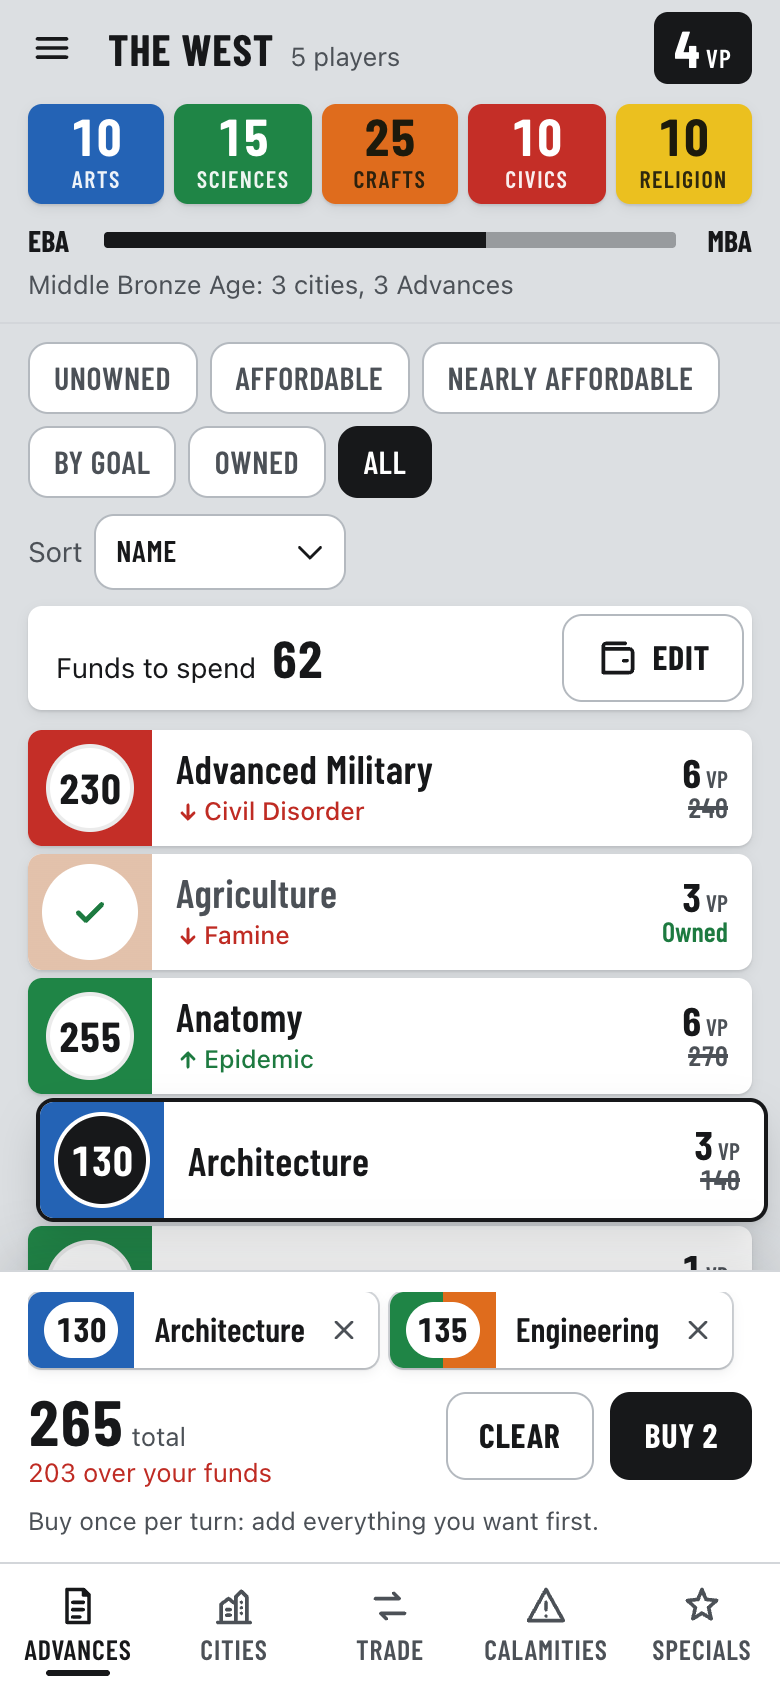 THE WEST 5 players 4 VP
10 15 25 10 10
ARTS SCIENCES CRAFTS CIVICS RELIGION
EBA MBA
Middle Bronze Age: 3 cities, 3 Advances
UNOWNED AFFORDABLE NEARLY AFFORDABLE
BY GOAL OWNED ALL
Sort NAME
Funds to spend 62 EDIT
230 Advanced Military 6 VP
Civil Disorder 240
Agriculture 3 VP
Famine Owned
255 Anatomy 6 VP
Epidemic 270
130 Architecture 3 VP
140
1 VP
130 Architecture 135 Engineering
265 total CLEAR BUY 2
203 over your funds
Buy once per turn: add everything you want first.
ADVANCES CITIES TRADE CALAMITIES SPECIALS